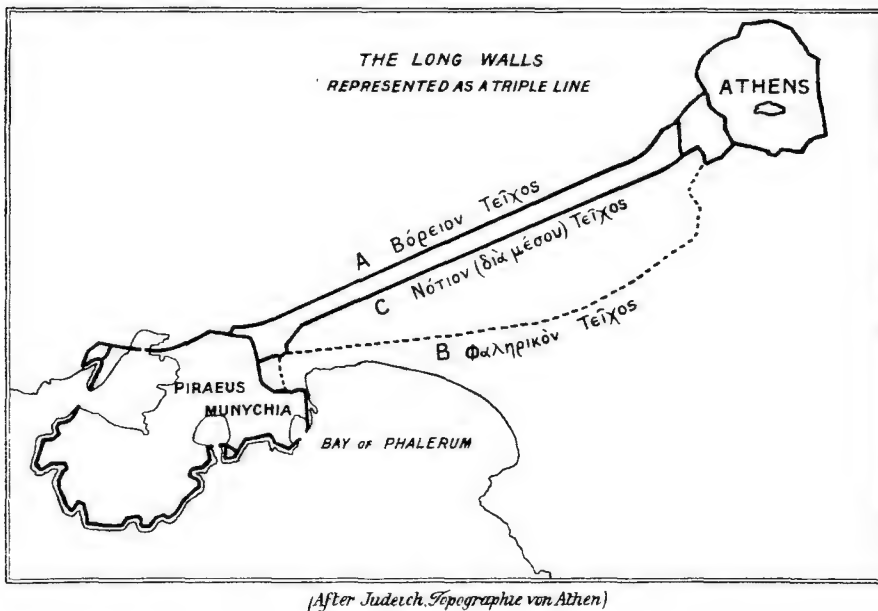 THE LONG WALLS
REPRESENTED AS A TRIPLE LINE
ATHENS
A Βόρειον Τεῖχος
C Νότιον (διὰ μέσου) Τεῖχος
B Φαληρικὸν Τεῖχος
PIRAEUS
MUNYCHIA
BAY OF PHALERUM
(After Judeich, Topographie von Athen)